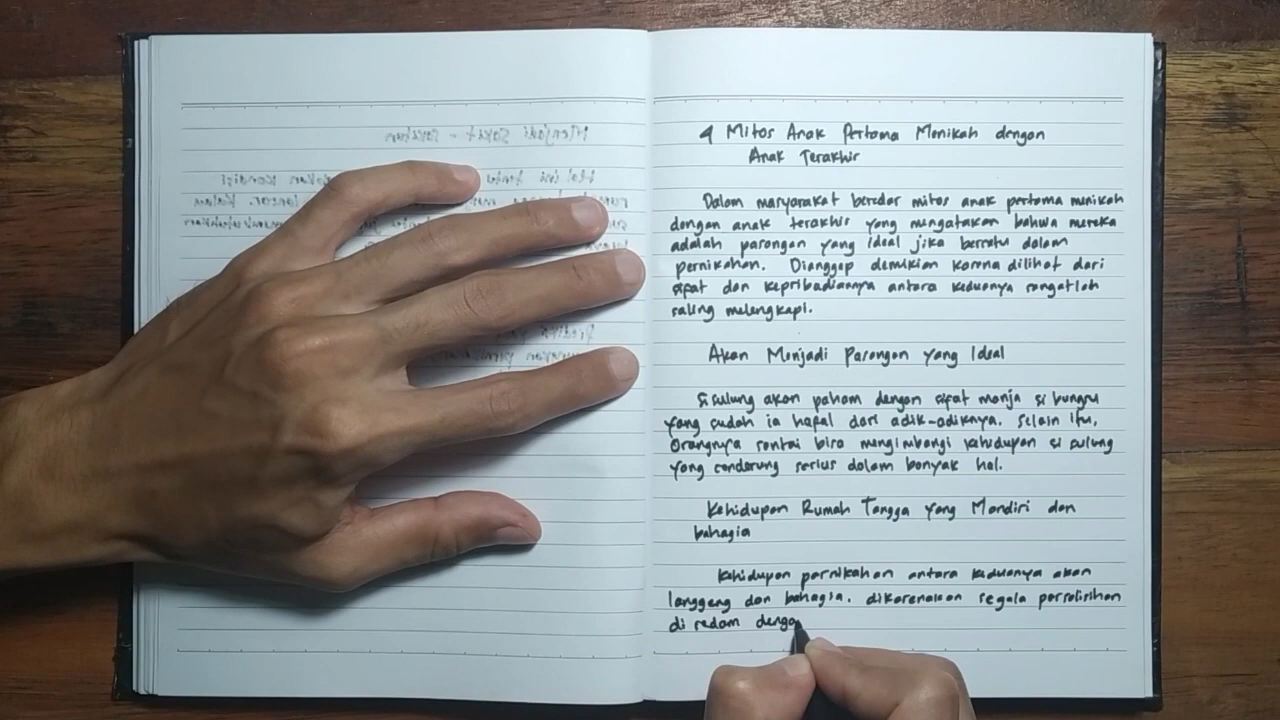 4 Mitos Anak Pertama Menikah dengan
Anak Terakhir
Dalam masyarakat beredar mitos anak pertama menikah
dengan anak terakhir yang mengatakan bahwa mereka
adalah pasangan yang ideal jika bersatu dalam
pernikahan. Dianggap demikian karena dilihat dari
sifat dan kepribadiannya antara keduanya sangatlah
saling melengkapi.
Akan Menjadi Pasangan yang Ideal
Si sulung akan paham dengan sifat manja si bungsu
yang sudah ia hapal dari adik-adiknya. Selain itu,
Orangnya santai bisa mengimbangi kehidupan si sulung
yang cenderung serius dalam banyak hal.
Kehidupan Rumah Tangga yang Mandiri dan
bahagia
Kehidupan pernikahan antara keduanya akan
langgeng dan bahagia. dikarenakan segala perselisihan
di redam denga